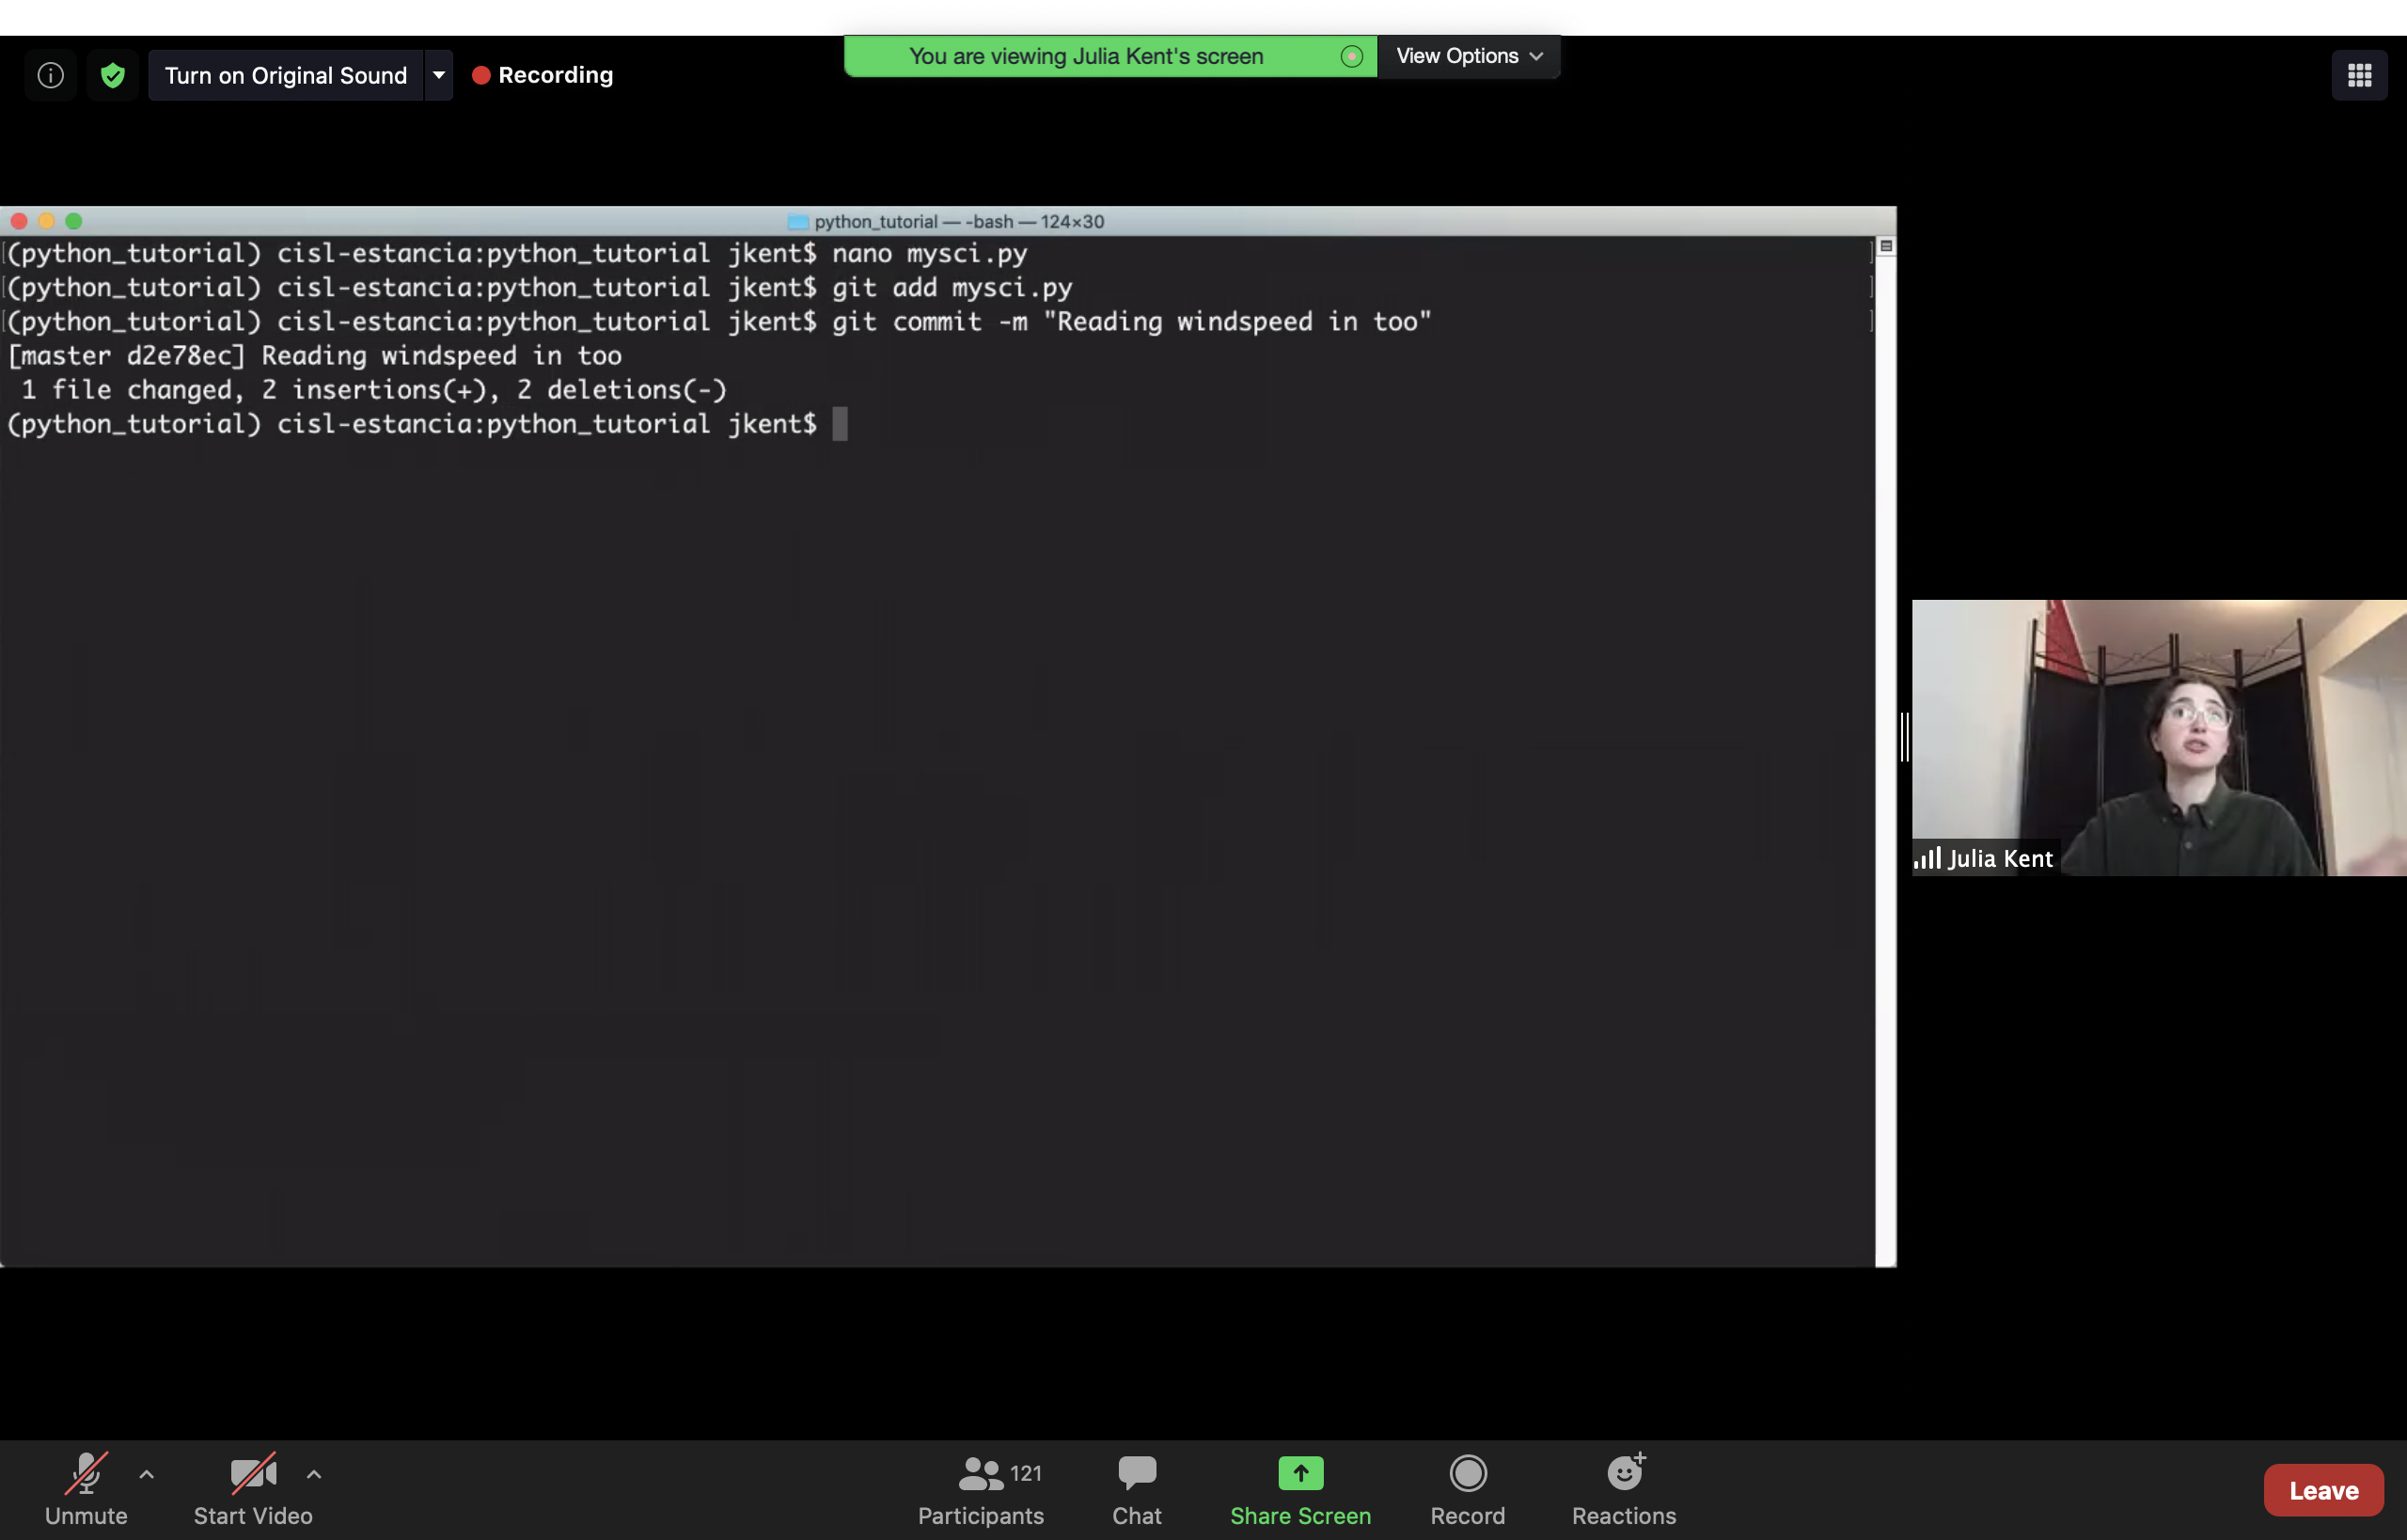 You are viewing Julia Kent's screen
View Options
Turn on Original Sound
Recording
python_tutorial — -bash — 124×30
(python_tutorial) cisl-estancia:python_tutorial jkent$ nano mysci.py
(python_tutorial) cisl-estancia:python_tutorial jkent$ git add mysci.py
(python_tutorial) cisl-estancia:python_tutorial jkent$ git commit -m "Reading windspeed in too"
[master d2e78ec] Reading windspeed in too
1 file changed, 2 insertions(+), 2 deletions(-)
(python_tutorial) cisl-estancia:python_tutorial jkent$
Julia Kent
Unmute
Start Video
121
Participants
Chat
Share Screen
Record
Reactions
Leave